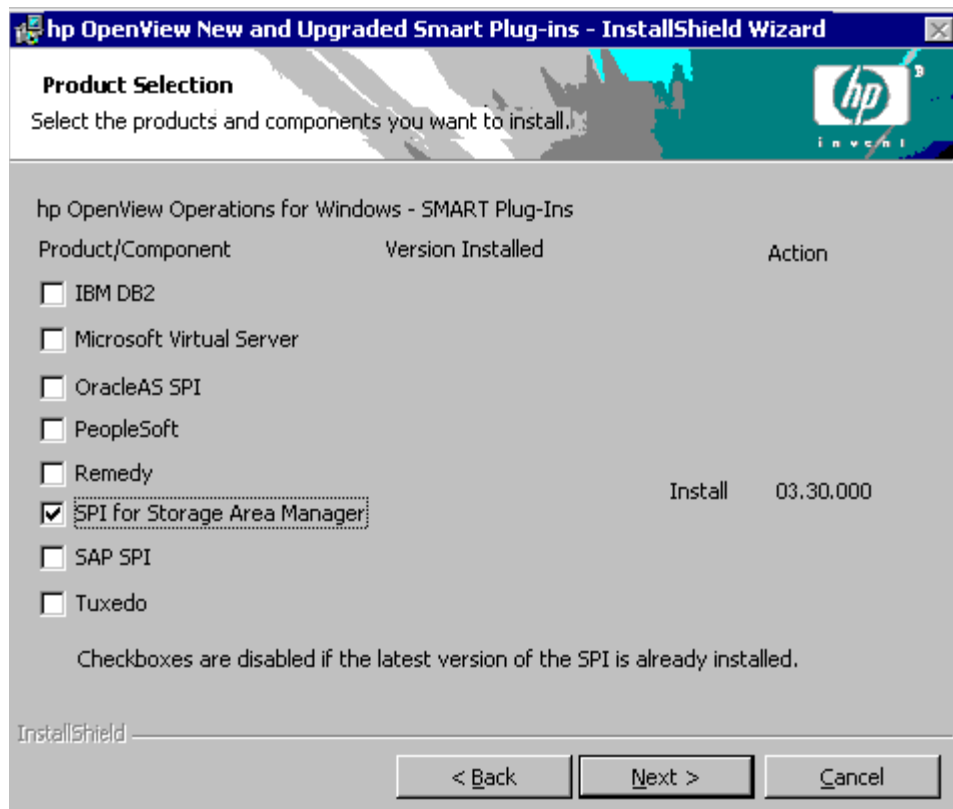 hp OpenView New and Upgraded Smart Plug-ins - InstallShield Wizard
Product Selection
Select the products and components you want to install.
hp
invent
hp OpenView Operations for Windows - SMART Plug-Ins
Product/Component Version Installed Action
IBM DB2
Microsoft Virtual Server
OracleAS SPI
PeopleSoft
Remedy
SPI for Storage Area Manager Install 03.30.000
SAP SPI
Tuxedo
Checkboxes are disabled if the latest version of the SPI is already installed.
InstallShield
< Back Next > Cancel